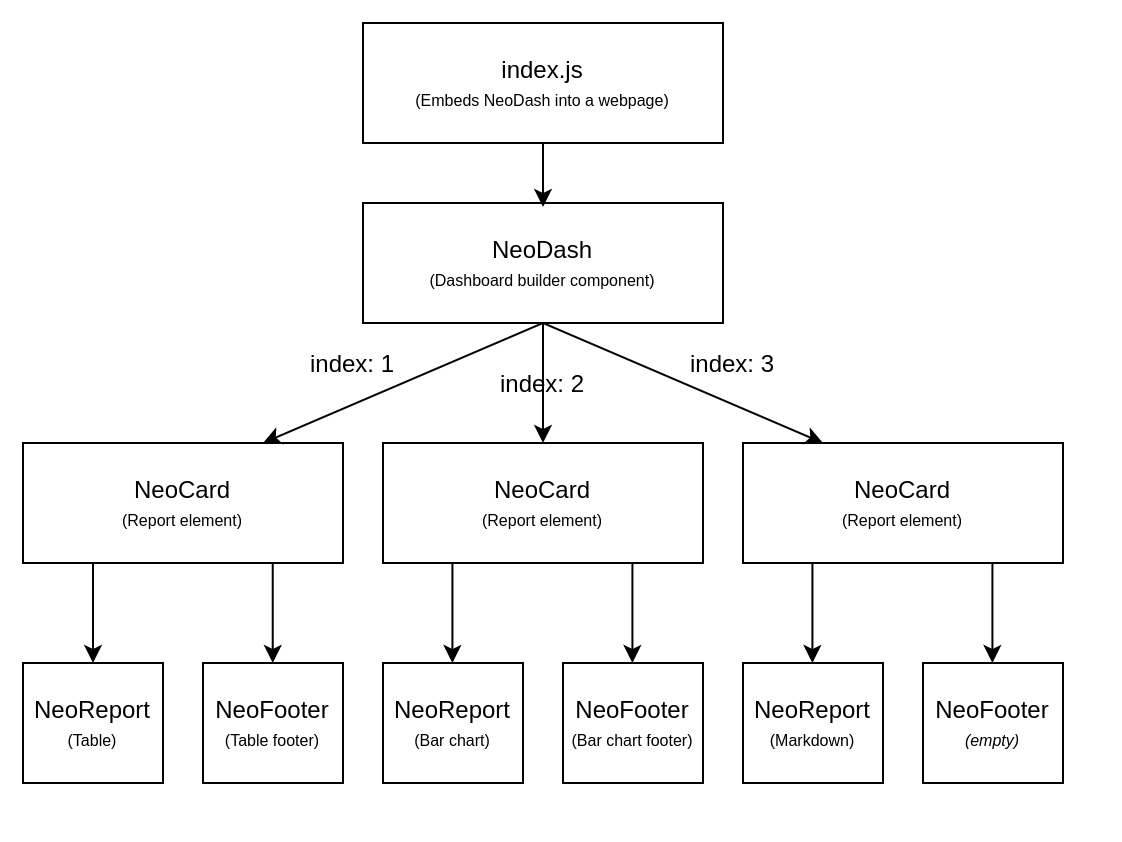 index.js
(Embeds NeoDash into a webpage)
NeoDash
(Dashboard builder component)
index: 1
index: 2
index: 3
NeoCard
(Report element)
NeoCard
(Report element)
NeoCard
(Report element)
NeoReport
(Table)
NeoFooter
(Table footer)
NeoReport
(Bar chart)
NeoFooter
(Bar chart footer)
NeoReport
(Markdown)
NeoFooter
(empty)